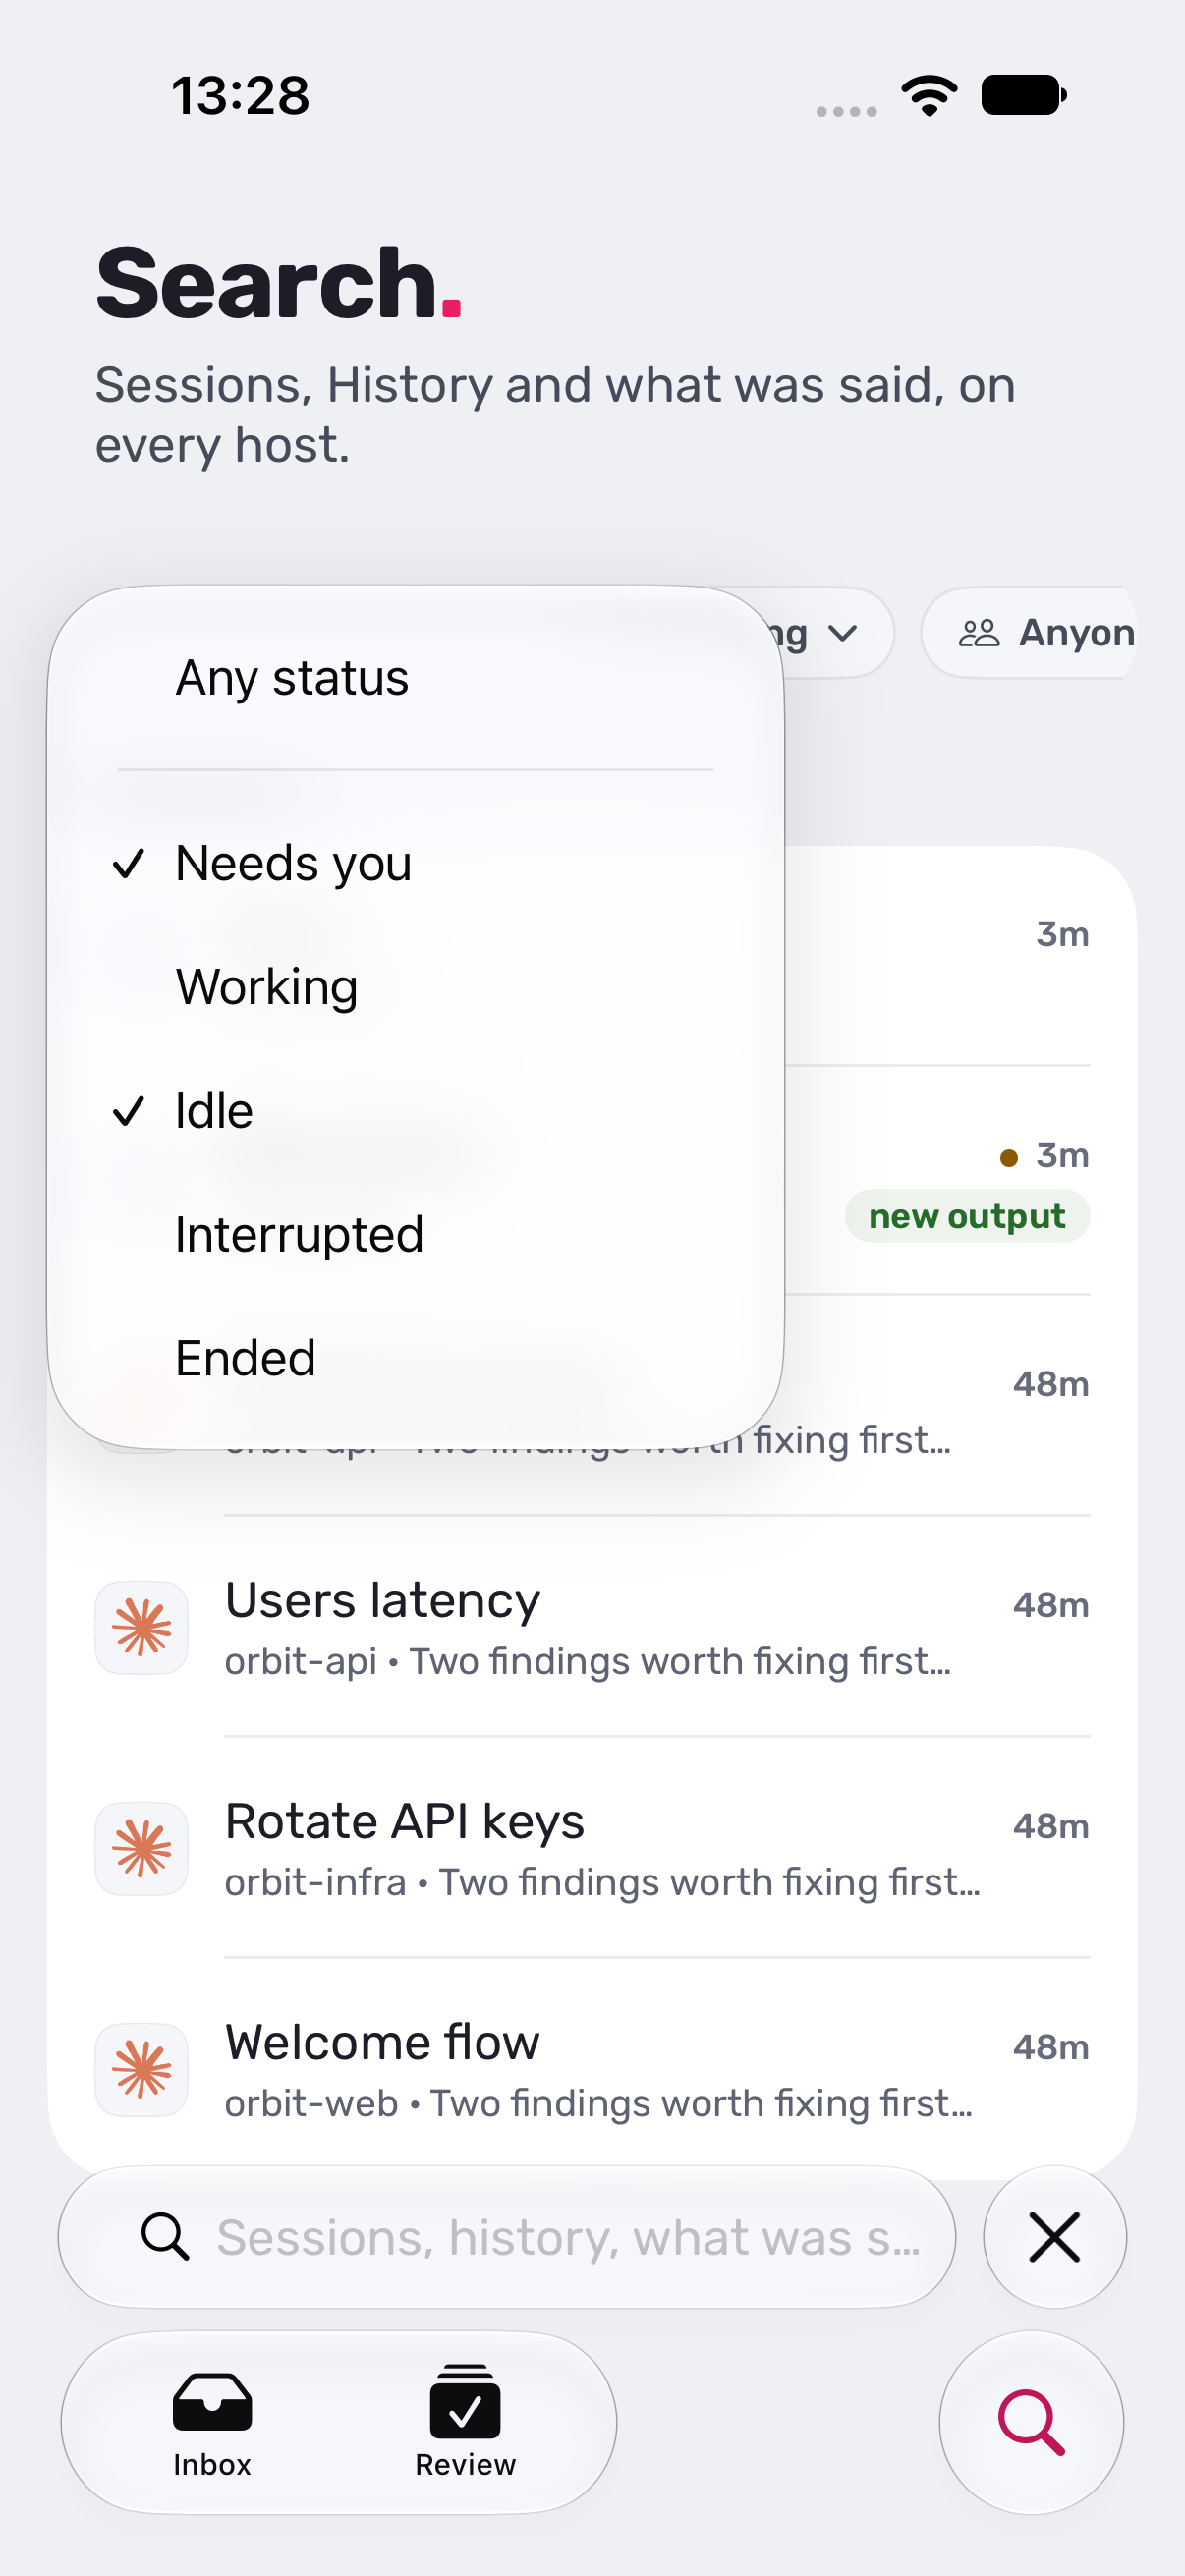 13:28
Search.
Sessions, History and what was said, on
every host.
Any status
Anyon
Needs you
3m
Working
Idle
3m
new output
Interrupted
Ended
48m
fixing first…
Users latency
48m
orbit-api • Two findings worth fixing first…
Rotate API keys
48m
orbit-infra • Two findings worth fixing first…
Welcome flow
48m
orbit-web • Two findings worth fixing first…
Sessions, history, what was s…
Inbox
Review